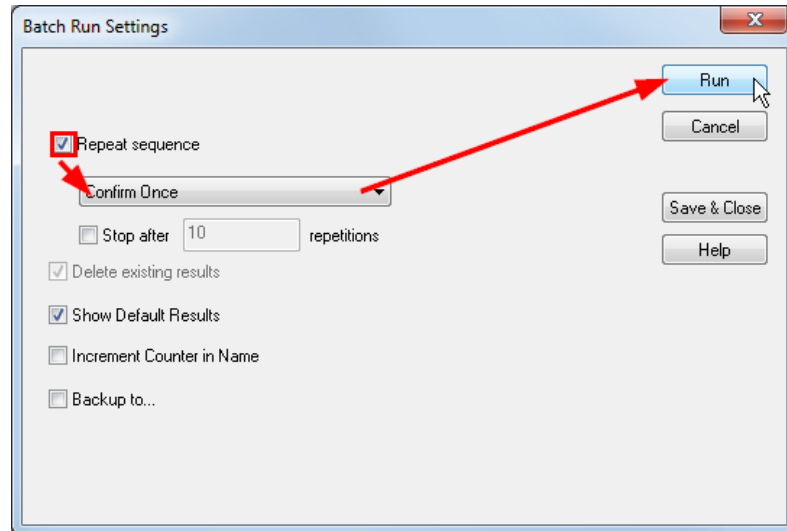 Batch Run Settings
Run
Cancel
Repeat sequence
Confirm Once
Save & Close
Stop after 10 repetitions
Help
Delete existing results
Show Default Results
Increment Counter in Name
Backup to...